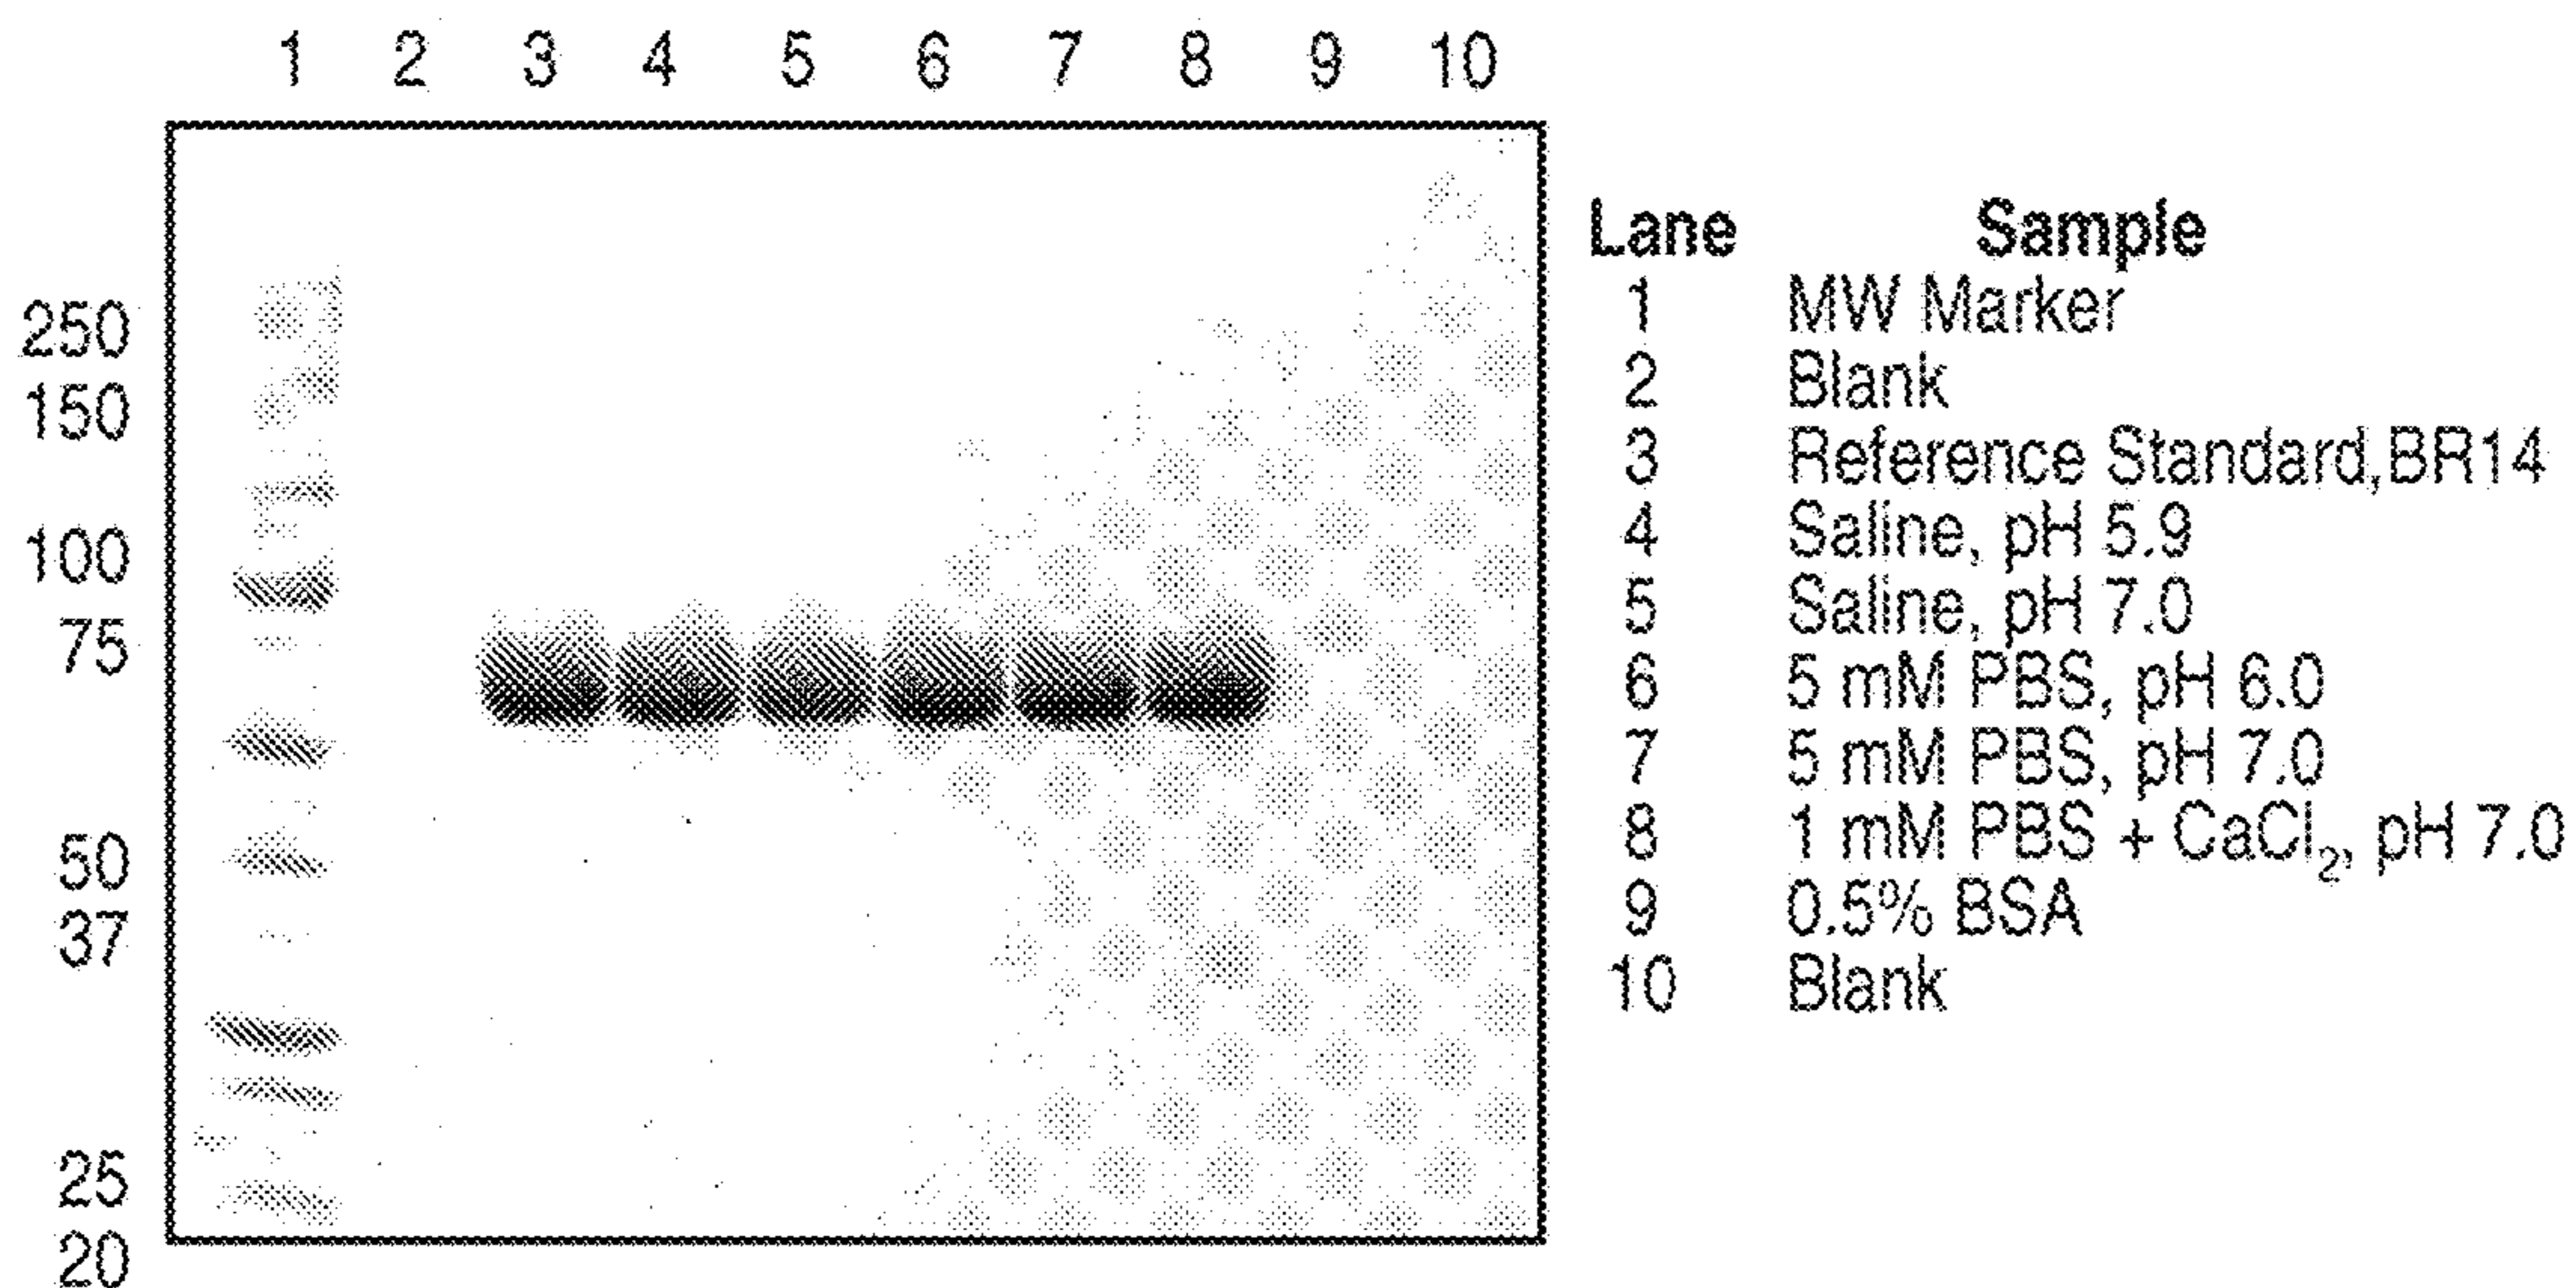 1 2 3 4 5 6 7 8 9 10
250
150
100
75
50
37
25
20
Lane Sample
1 MW Marker
2 Blank
3 Reference Standard,BR14
4 Saline, pH 5.9
5 Saline, pH 7.0
6 5 mM PBS, pH 6.0
7 5 mM PBS, pH 7.0
8 1 mM PBS + CaCl₂, pH 7.0
9 0.5% BSA
10 Blank